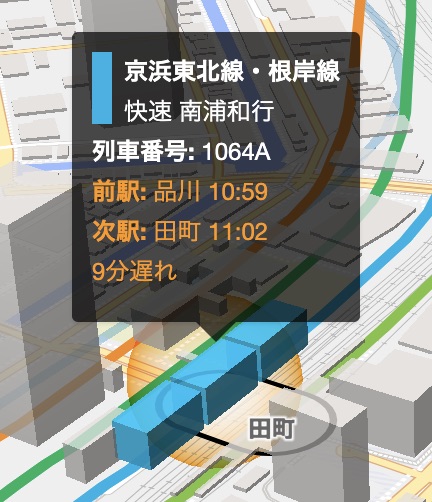 京浜東北線・根岸線
快速 南浦和行
列車番号: 1064A
前駅: 品川 10:59
次駅: 田町 11:02
9分遅れ
田町